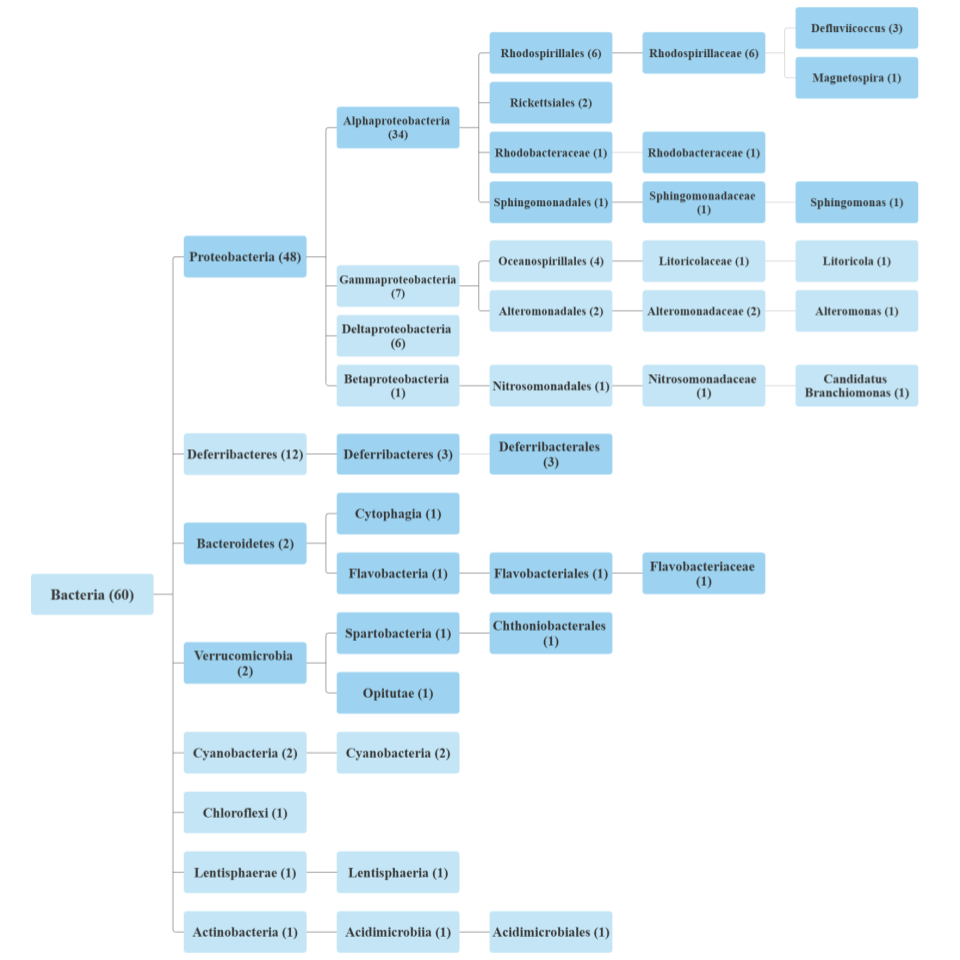 Defluviicoccus (3)
Rhodospirillales (6)
Rhodospirillaceae (6)
Magnetospira (1)
Rickettsiales (2)
Alphaproteobacteria
(34)
Rhodobacteraceae (1)
Rhodobacteraceae (1)
Sphingomonadales (1)
Sphingomonadaceae
(1)
Sphingomonas (1)
Proteobacteria (48)
Oceanospirillales (4)
Litoricolaceae (1)
Litoricola (1)
Gammaproteobacteria
(7)
Alteromonadales (2)
Alteromonadaceae (2)
Alteromonas (1)
Deltaproteobacteria
(6)
Betaproteobacteria
(1)
Nitrosomonadales (1)
Nitrosomonadaceae
(1)
Candidatus
Branchiomonas (1)
Deferribacteres (12)
Deferribacteres (3)
Deferribacterales
(3)
Cytophagia (1)
Bacteroidetes (2)
Flavobacteria (1)
Flavobacteriales (1)
Flavobacteriaceae
(1)
Bacteria (60)
Spartobacteria (1)
Chthoniobacterales
(1)
Verrucomicrobia
(2)
Opitutae (1)
Cyanobacteria (2)
Cyanobacteria (2)
Chloroflexi (1)
Lentisphaerae (1)
Lentisphaeria (1)
Actinobacteria (1)
Acidimicrobiia (1)
Acidimicrobiales (1)